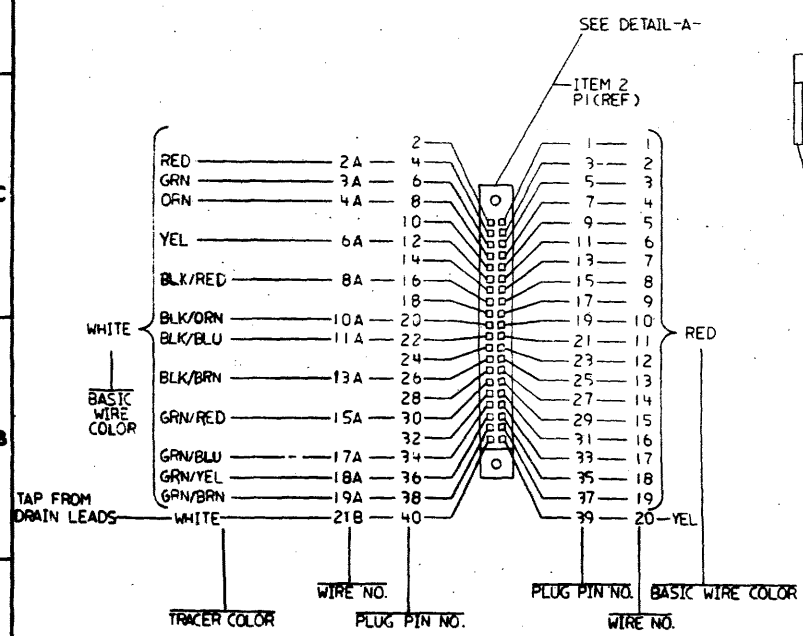 SEE DETAIL-A-
ITEM 2
P1(REF)
2 1 1
RED 2A 4 3 2
GRN 3A 6 5 3
ORN 4A 8 7 4
C
10 9 5
YEL 6A 12 11 6
14 13 7
BLK/RED 8A 16 15 8
18 17 9
BLK/ORN 10A 20 19 10
WHITE RED
BLK/BLU 11A 22 21 11
24 23 12
BLK/BRN 13A 26 25 13
BASIC
WIRE
COLOR
28 27 14
GRN/RED 15A 30 29 15
B
32 31 16
GRN/BLU 17A 34 33 17
GRN/YEL 18A 36 35 18
GRN/BRN 19A 38 37 19
TAP FROM
DRAIN LEADS WHITE 21B 40 39 20 YEL
WIRE NO. PLUG PIN NO. BASIC WIRE COLOR
TRACER COLOR PLUG PIN NO. WIRE NO.